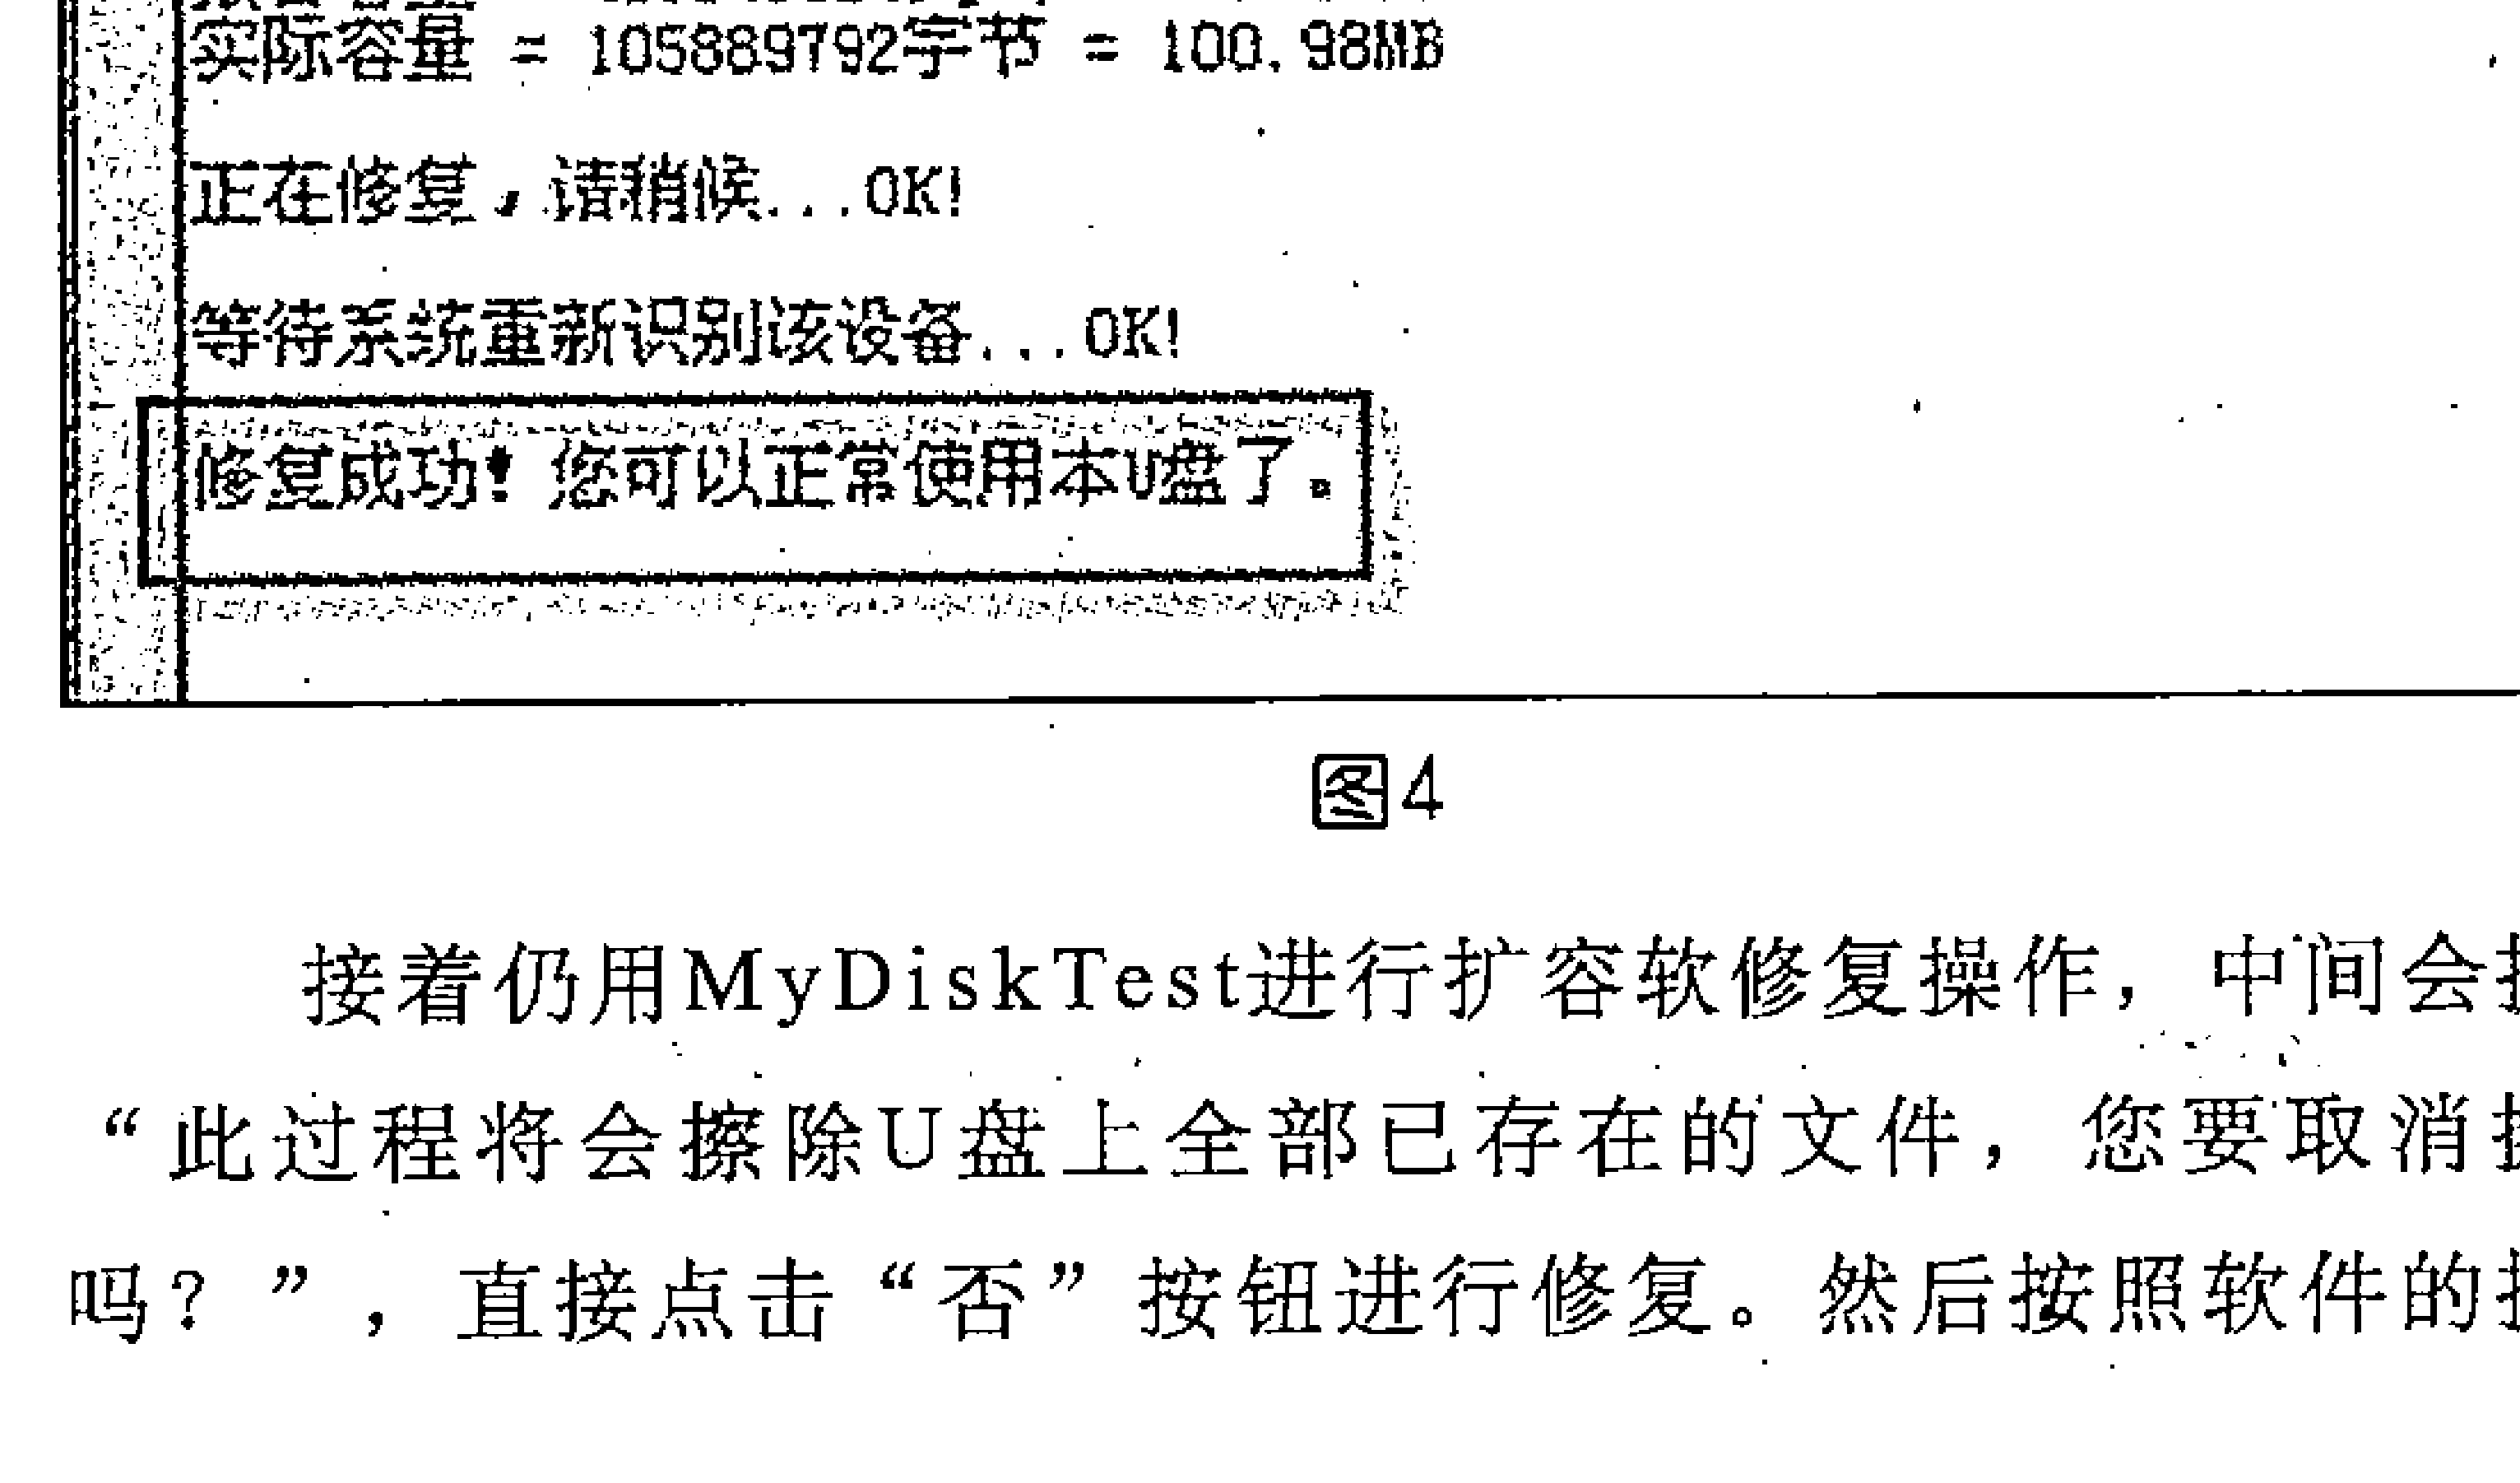 实际容量 = 105889792字节 = 100.98MB
正在修复，请稍候...OK!
等待系统重新识别该设备...OK!
修复成功！您可以正常使用本U盘了。
图4
接着仍用MyDiskTest进行扩容软修复操作，中间会
“此过程将会擦除U盘上全部已存在的文件，您要取消
吗？”，直接点击“否”按钮进行修复。然后按照软件的